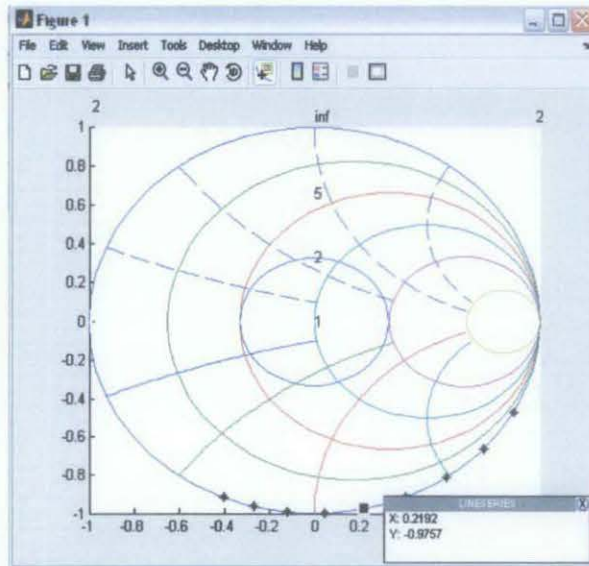 Figure 1
File Edit View Insert Tools Desktop Window Help
2 inf 2
1
0.8
0.6
0.4
0.2
0
-0.2
-0.4
-0.6
-0.8
-1
5
2
1
-1 -0.8 -0.6 -0.4 -0.2 0 0.2
LINESERIES X
X: 0.2192
Y: -0.9757